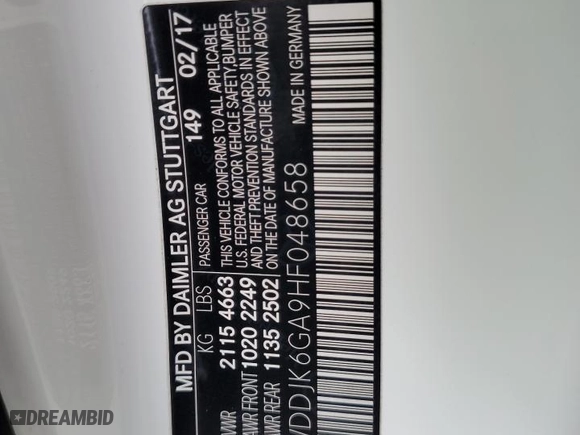 MFD BY DAIMLER AG STUTTGART
149 02/17
KG LBS PASSENGER CAR
2115 4663
FRONT 1020 2249
REAR 1135 2502
THIS VEHICLE CONFORMS TO ALL APPLICABLE
U.S. FEDERAL MOTOR VEHICLE SAFETY, BUMPER
AND THEFT PREVENTION STANDARDS IN EFFECT
ON THE DATE OF MANUFACTURE SHOWN ABOVE
MADE IN GERMANY
DDJK6GA9HF048658
DREAMBID